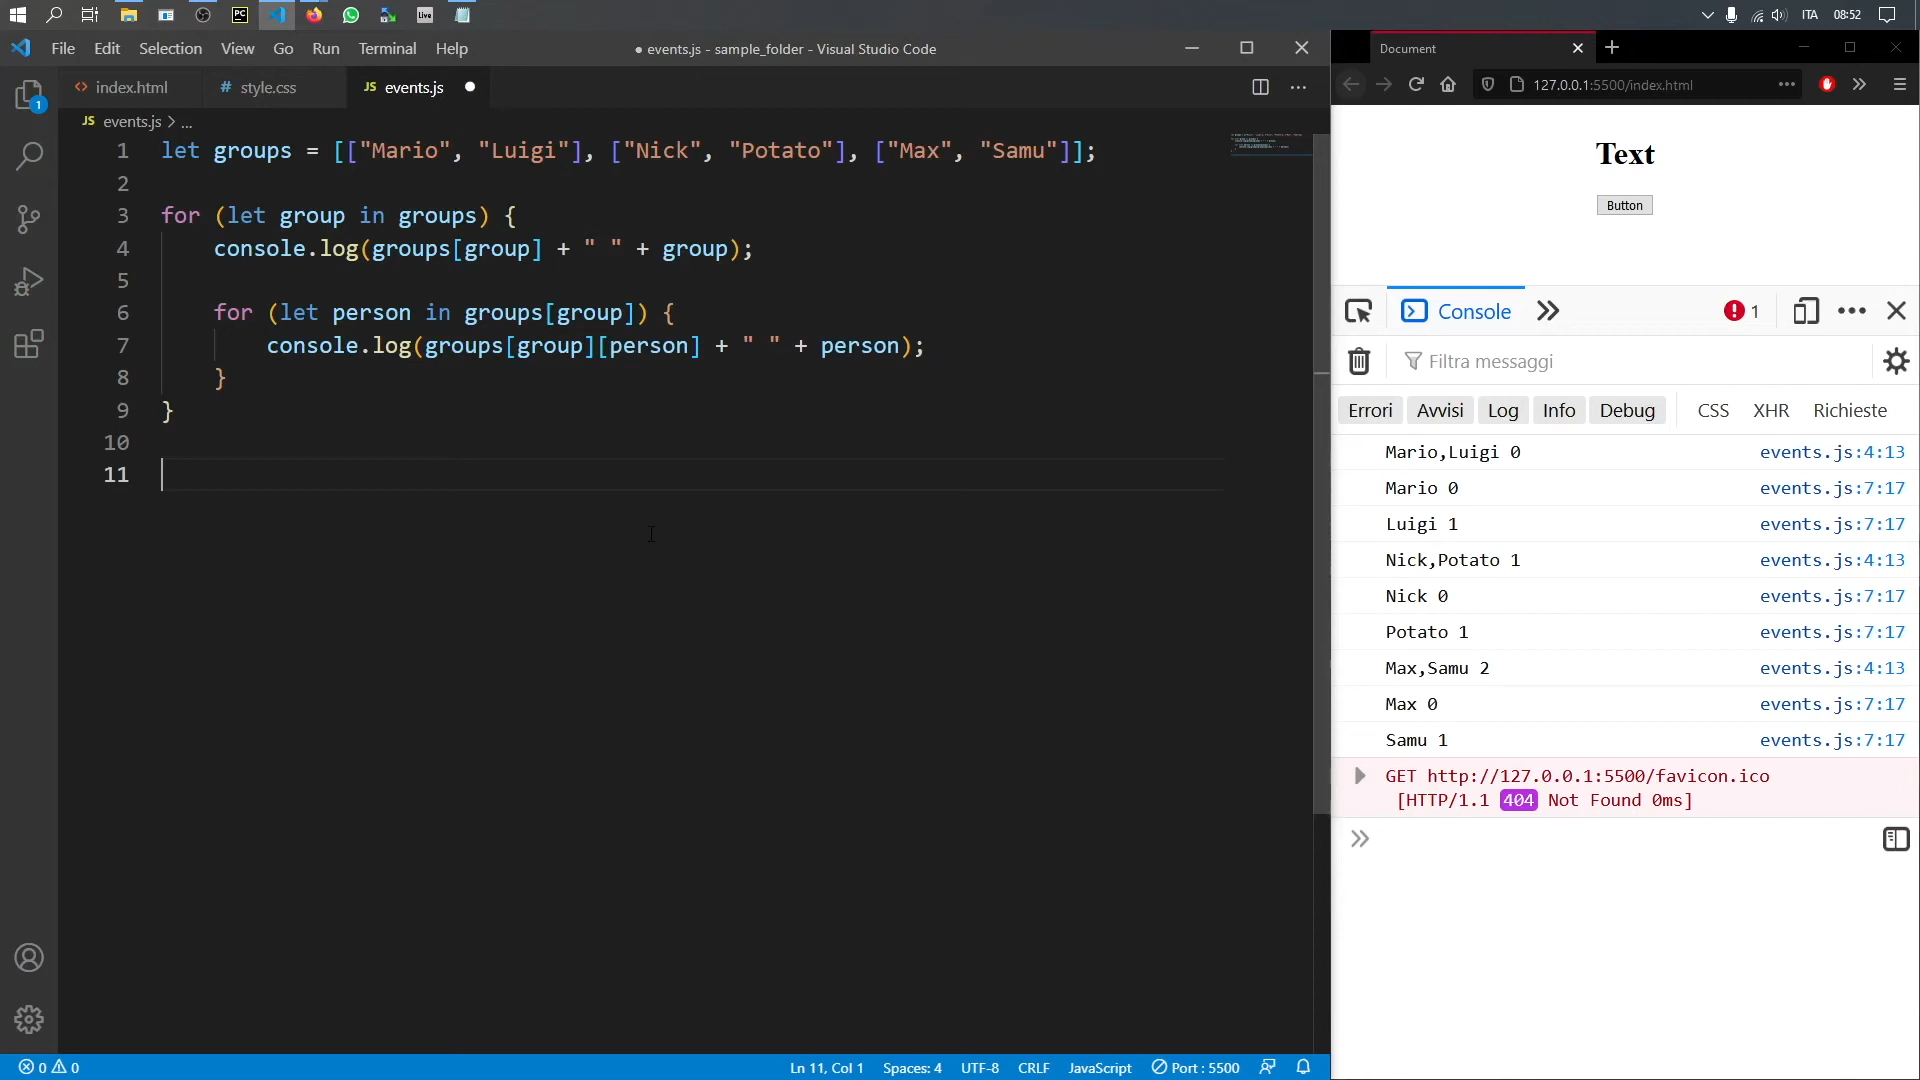 PC
live
ITA
08:52
File Edit Selection View Go Run Terminal Help
● events.js - sample_folder - Visual Studio Code
<> index.html
# style.css
JS events.js ●
JS events.js > ...
1 let groups = [["Mario", "Luigi"], ["Nick", "Potato"], ["Max", "Samu"]];
2
3 for (let group in groups) {
4 console.log(groups[group] + " " + group);
5
6 for (let person in groups[group]) {
7 console.log(groups[group][person] + " " + person);
8 }
9 }
10
11
1
0 0
Ln 11, Col 1
Spaces: 4
UTF-8
CRLF
JavaScript
Port : 5500
Document
127.0.0.1:5500/index.html
Text
Button
Console
1
Filtra messaggi
Errori Avvisi Log Info Debug CSS XHR Richieste
Mario,Luigi 0 events.js:4:13
Mario 0 events.js:7:17
Luigi 1 events.js:7:17
Nick,Potato 1 events.js:4:13
Nick 0 events.js:7:17
Potato 1 events.js:7:17
Max,Samu 2 events.js:4:13
Max 0 events.js:7:17
Samu 1 events.js:7:17
GET http://127.0.0.1:5500/favicon.ico
[HTTP/1.1 404 Not Found 0ms]